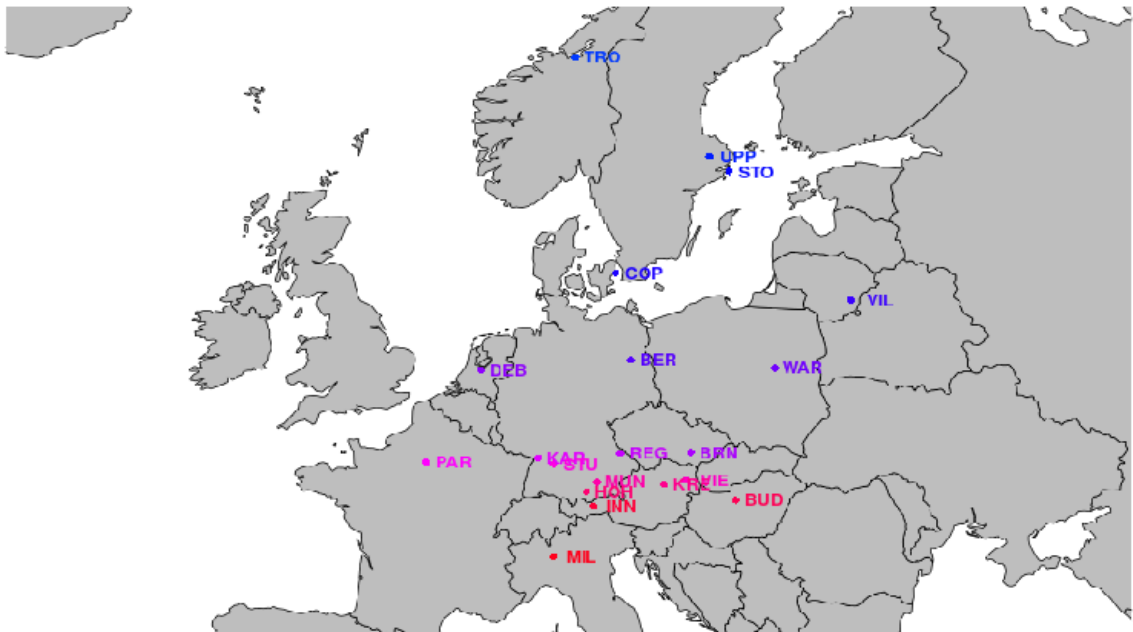 TRO
UPP
STO
COP
VIL
BER
DEB
WAR
KAR
STU
REG
BRN
PAR
MUN
VIE
HOH
KRE
INN
BUD
MIL